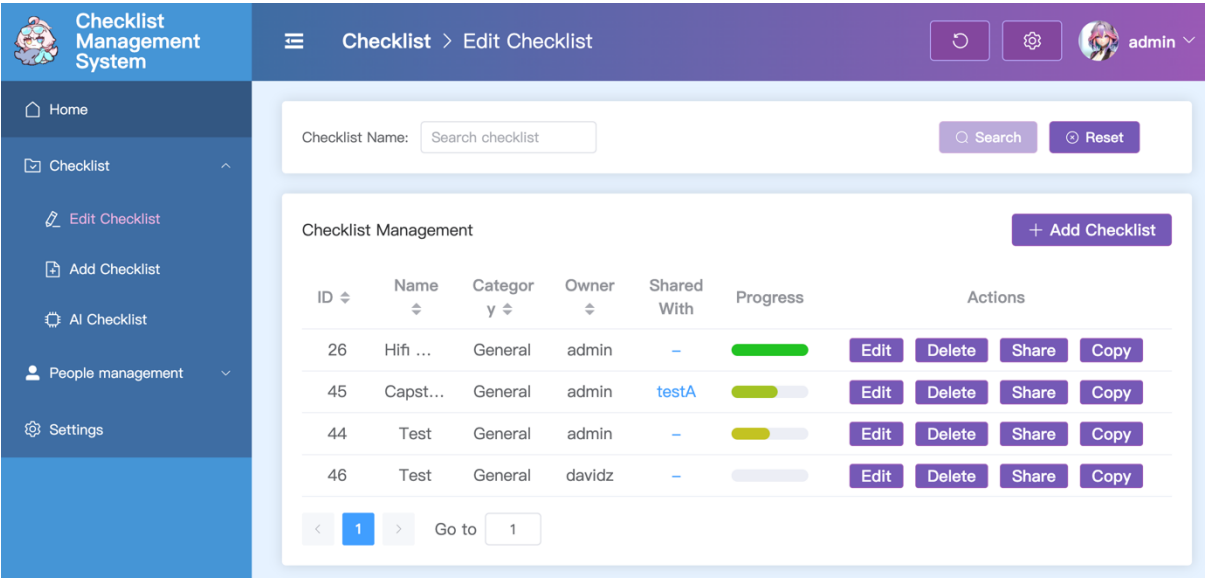 Checklist
Management
System
Checklist > Edit Checklist
admin
Home
Checklist
Edit Checklist
Add Checklist
AI Checklist
People management
Settings
Checklist Name: Search checklist Search Reset
Checklist Management + Add Checklist
ID Name Categor
y Owner Shared
With Progress Actions
26 Hifi ... General admin – Edit Delete Share Copy
45 Capst... General admin testA Edit Delete Share Copy
44 Test General admin – Edit Delete Share Copy
46 Test General davidz – Edit Delete Share Copy
< 1 > Go to 1